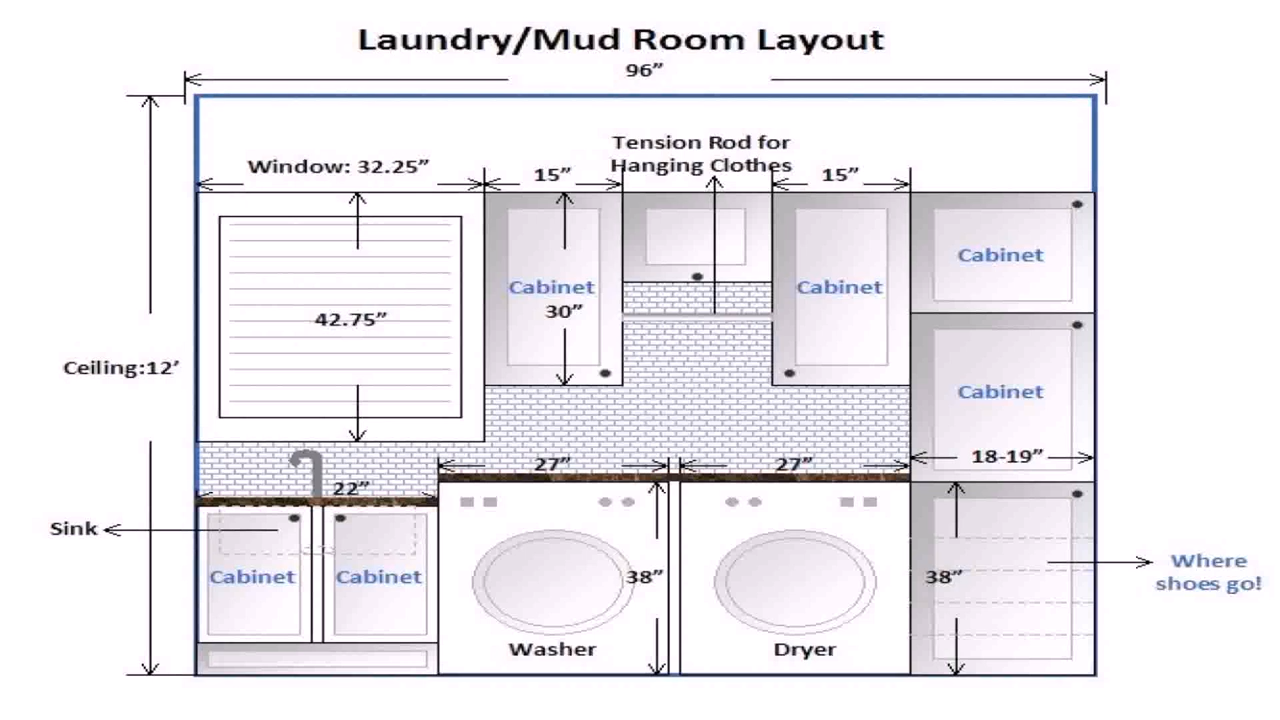 Laundry/Mud Room Layout
96”
Tension Rod for
Hanging Clothes
Window: 32.25”
15”
15”
Cabinet
Cabinet
Cabinet
30”
42.75”
Ceiling:12’
Cabinet
18-19”
27”
27”
22”
Sink
Cabinet
Cabinet
38”
38”
Where
shoes go!
Washer
Dryer